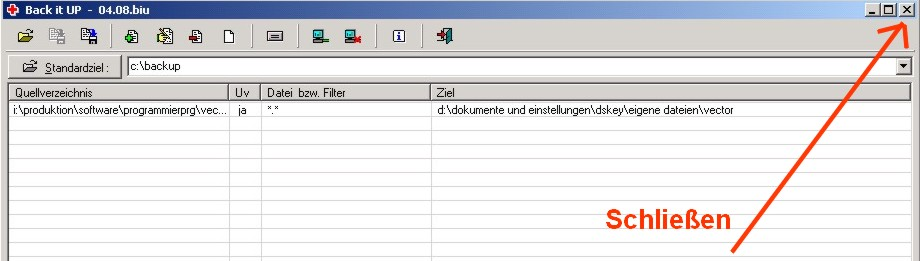 Back it UP - 04.08.biu
Standardziel : c:\backup
Quellverzeichnis Uv Datei bzw. Filter Ziel
i:\produktion\software\programmierprg\vec... ja *.* d:\dokumente und einstellungen\dskey\eigene dateien\vector
Schließen